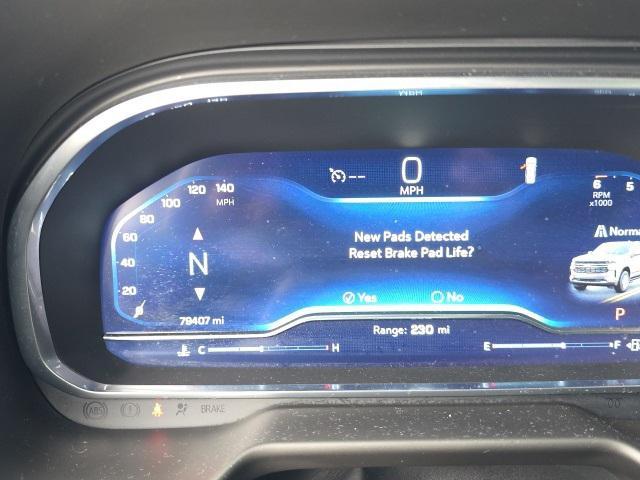 0
MPH
120 140
100
MPH
80
60
40
20
N
79407 mi
New Pads Detected
Reset Brake Pad Life?
Yes No
Range: 230 mi
6 5
RPM
x1000
Norma
P
C H
E F
ABS
BRAKE